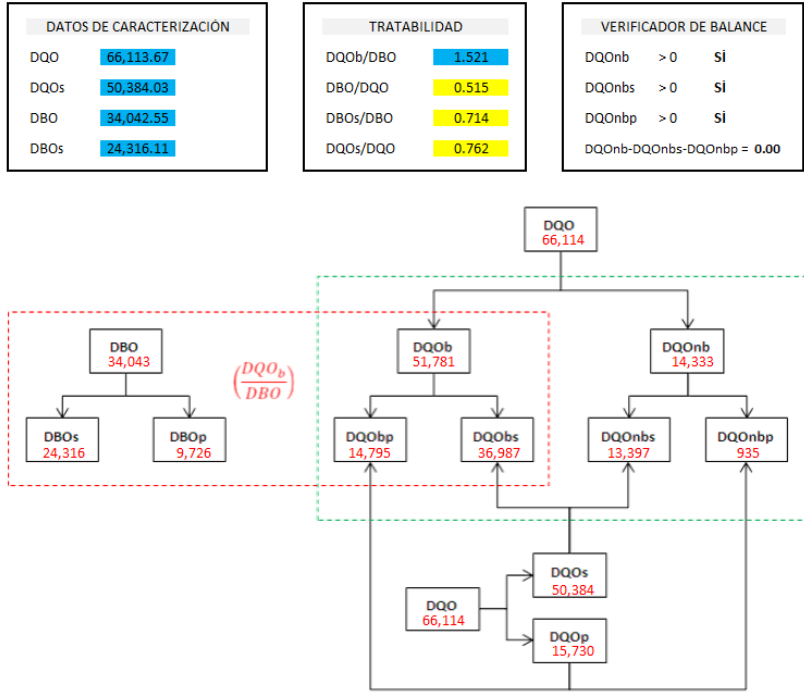 DATOS DE CARACTERIZACIÓN
DQO 66,113.67
DQOs 50,384.03
DBO 34,042.55
DBOs 24,316.11
TRATABILIDAD
DQOb/DBO 1.521
DBO/DQO 0.515
DBOs/DBO 0.714
DQOs/DQO 0.762
VERIFICADOR DE BALANCE
DQOnb > 0 SÍ
DQOnbs > 0 SÍ
DQOnbp > 0 SÍ
DQOnb-DQOnbs-DQOnbp = 0.00
DQO
66,114
DBO
34,043
(DQO_b/DBO)
DQOb
51,781
DQOnb
14,333
DBOs
24,316
DBOp
9,726
DQObp
14,795
DQObs
36,987
DQOnbs
13,397
DQOnbp
935
DQOs
50,384
DQO
66,114
DQOp
15,730